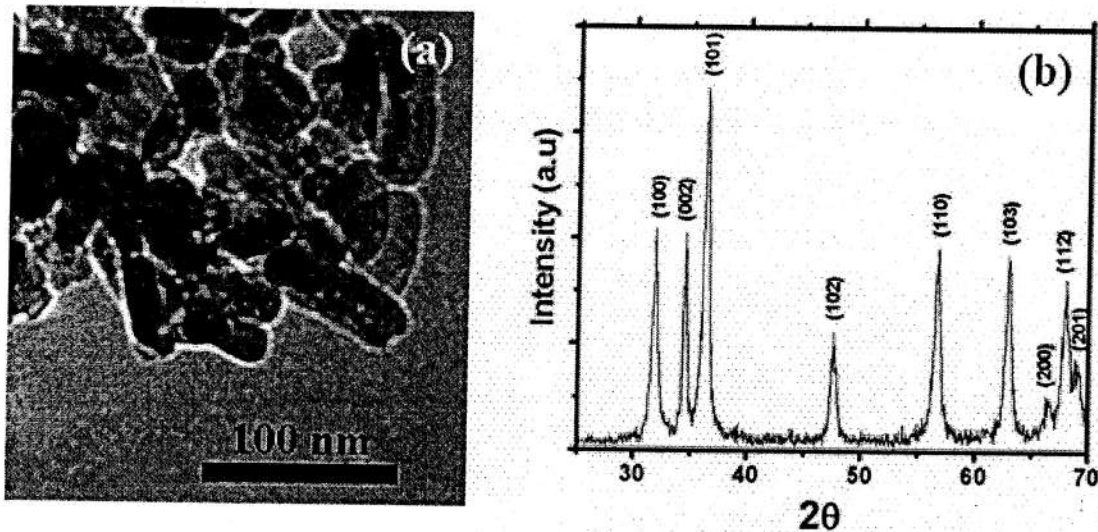 (a)
100 nm
(b)
Intensity (a.u)
(100)
(002)
(101)
(102)
(110)
(103)
(200)
(112)
(201)
30 40 50 60 70
2θ